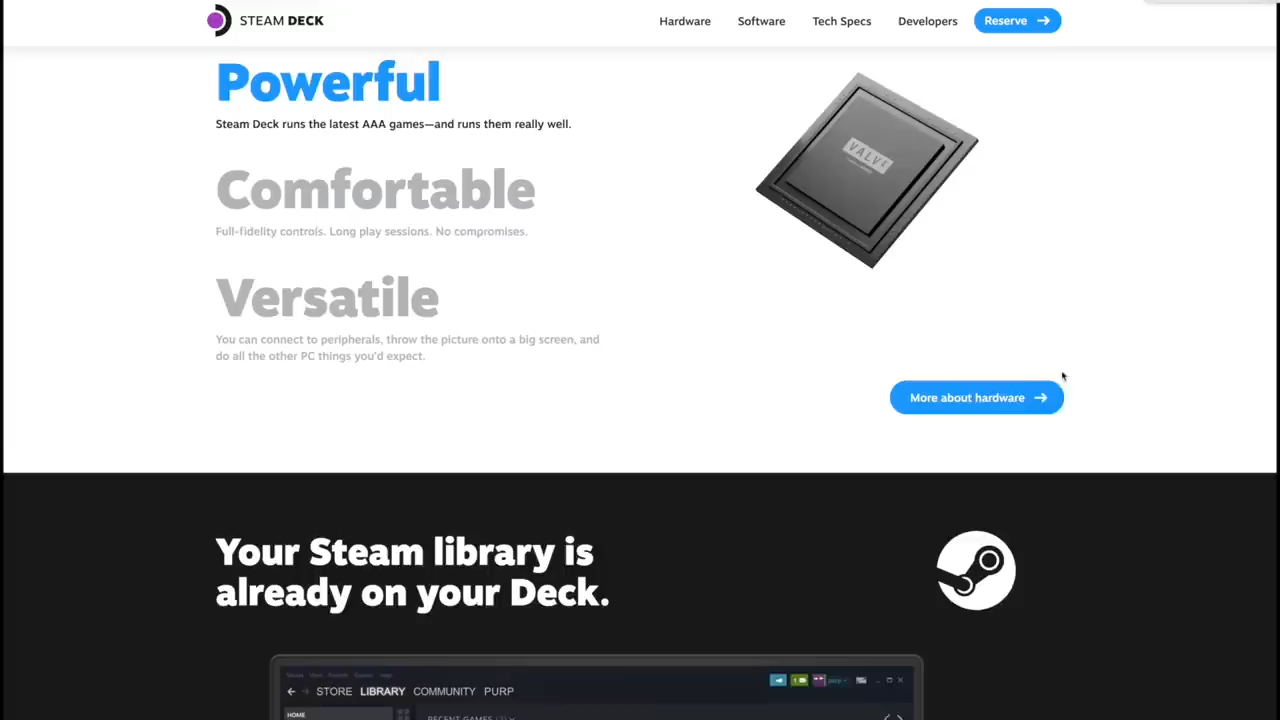 STEAM DECK
Hardware
Software
Tech Specs
Developers
Reserve
Powerful
Steam Deck runs the latest AAA games—and runs them really well.
VALVE
Comfortable
Full-fidelity controls. Long play sessions. No compromises.
Versatile
You can connect to peripherals, throw the picture onto a big screen, and
do all the other PC things you'd expect.
More about hardware
Your Steam library is
already on your Deck.
STORE LIBRARY COMMUNITY PURP
HOME
RECENT GAMES